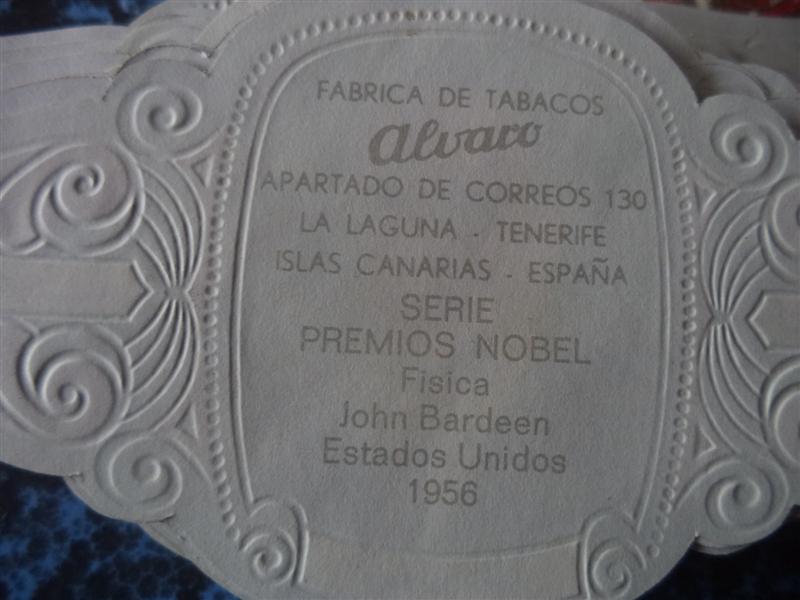 FABRICA DE TABACOS
Alvaro
APARTADO DE CORREOS 130
LA LAGUNA - TENERIFE
ISLAS CANARIAS - ESPAÑA
SERIE
PREMIOS NOBEL
Fisica
John Bardeen
Estados Unidos
1956